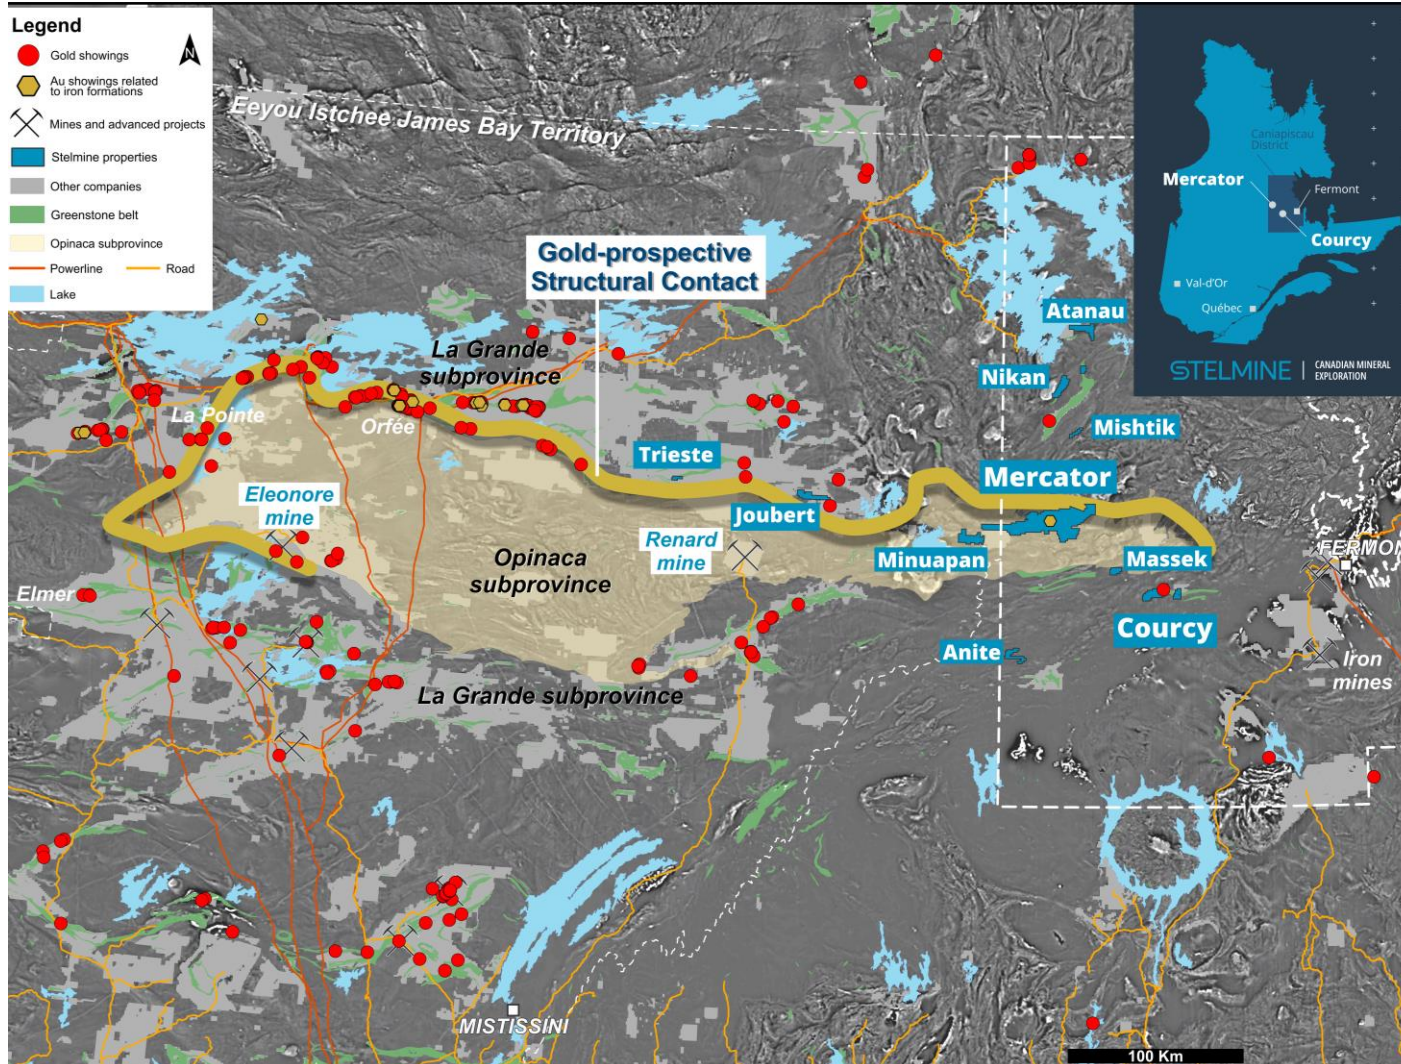 Legend
N
Gold showings
Au showings related
to iron formations
Mines and advanced projects
Stelmine properties
Other companies
Greenstone belt
Opinaca subprovince
Powerline
Road
Lake
Eeyou Istchee James Bay Territory
Caniapiscau
District
Mercator
Fermont
Courcy
Val-d'Or
Québec
STELMINE
CANADIAN MINERAL
EXPLORATION
Gold-prospective
Structural Contact
La Grande
subprovince
La Pointe
Orfée
Atanau
Nikan
Mishtik
Trieste
Mercator
Joubert
Eleonore
mine
Renard
mine
Opinaca
subprovince
Minuapan
Massek
FERMON
Elmer
Courcy
Anite
Iron
mines
La Grande subprovince
MISTISSINI
100 Km